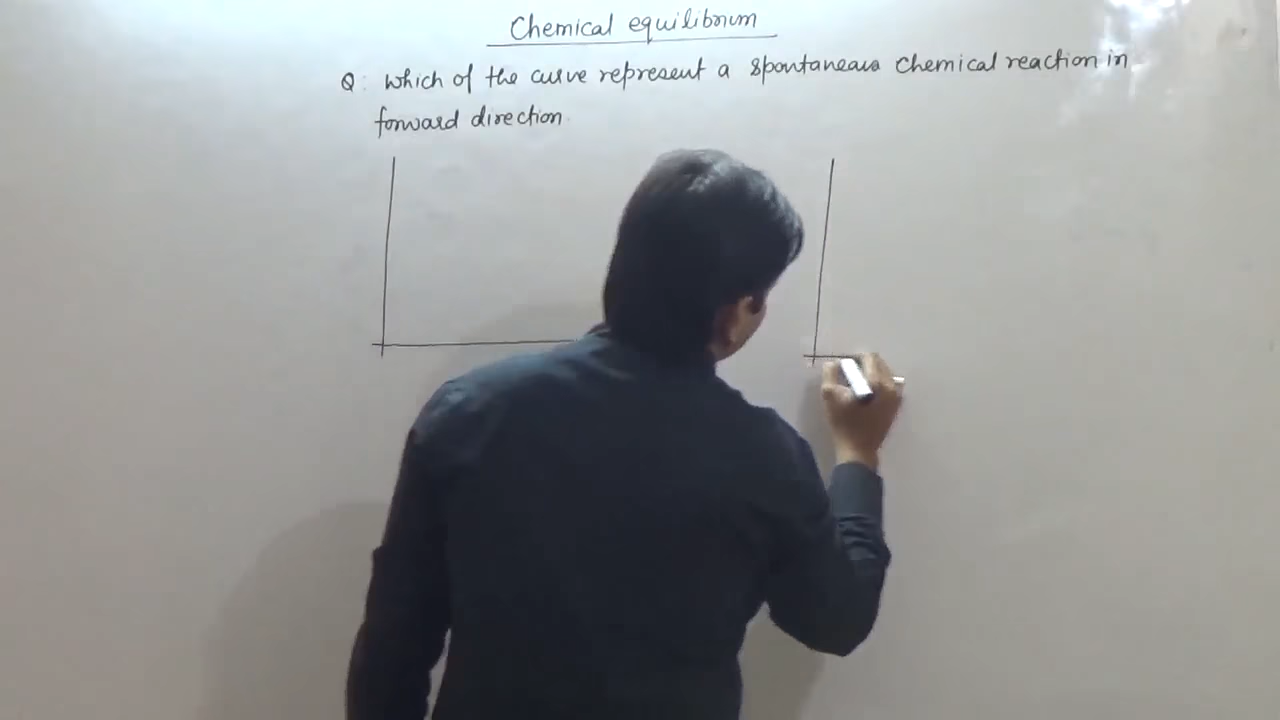 Chemical equilibrium
Q: which of the curve represent a spontaneous chemical reaction in
forward direction.